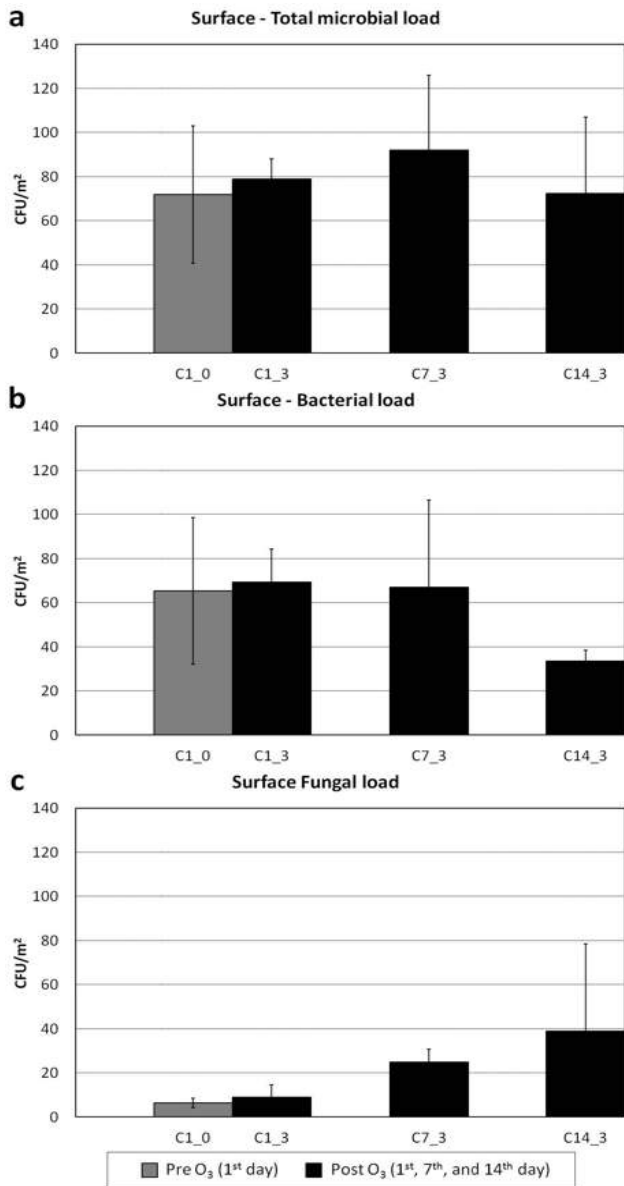 a
Surface - Total microbial load
140
120
100
80
60
40
20
0
CFU/m²
C1_0 C1_3 C7_3 C14_3
b
Surface - Bacterial load
140
120
100
80
60
40
20
0
CFU/m²
C1_0 C1_3 C7_3 C14_3
c
Surface Fungal load
140
120
100
80
60
40
20
0
CFU/m²
C1_0 C1_3 C7_3 C14_3
Pre O₃ (1ˢᵗ day) Post O₃ (1ˢᵗ, 7ᵗʰ, and 14ᵗʰ day)